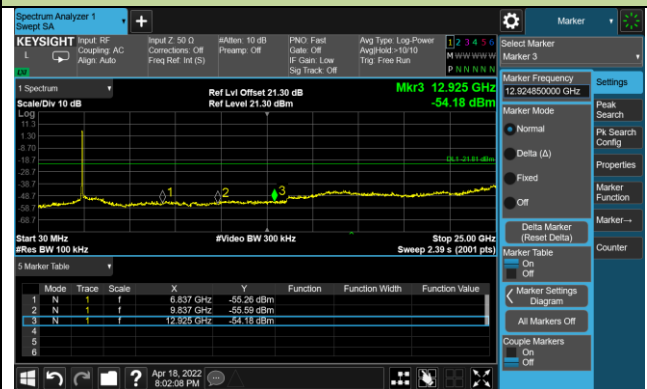 Spectrum Analyzer 1
Swept SA
Marker
KEYSIGHT
L
Input: RF
Coupling: AC
Align: Auto
Input Z: 50 Ω
Corrections: Off
Freq Ref: Int (S)
#Atten: 10 dB
Preamp: Off
PNO: Fast
Gate: Off
IF Gain: Low
Sig Track: Off
Avg Type: Log-Power
Avg|Hold:>10/10
Trig: Free Run
1 2 3 4 5 6
M W W W W W
P N N N N N
Select Marker
Marker 3
1 Spectrum
Scale/Div 10 dB
Ref Lvl Offset 21.30 dB
Ref Level 21.30 dBm
Mkr3 12.925 GHz
-54.18 dBm
Log
11.3
1.30
-8.70
-18.7
-28.7
-38.7
-48.7
-58.7
-68.7
DL1 -21.81 dBm
1
2
3
Start 30 MHz
#Res BW 100 kHz
#Video BW 300 kHz
Stop 25.00 GHz
Sweep 2.39 s (2001 pts)
5 Marker Table
Mode Trace Scale X Y Function Function Width Function Value
1 N 1 f 6.837 GHz -55.26 dBm
2 N 1 f 9.837 GHz -55.59 dBm
3 N 1 f 12.925 GHz -54.18 dBm
4
5
6
Marker Frequency
12.924850000 GHz
Marker Mode
Normal
Delta (Δ)
Fixed
Off
Delta Marker
(Reset Delta)
Marker Table
On
Off
Marker Settings
Diagram
All Markers Off
Couple Markers
On
Off
Settings
Peak
Search
Pk Search
Config
Properties
Marker
Function
Marker→
Counter
?
Apr 18, 2022
8:02:08 PM